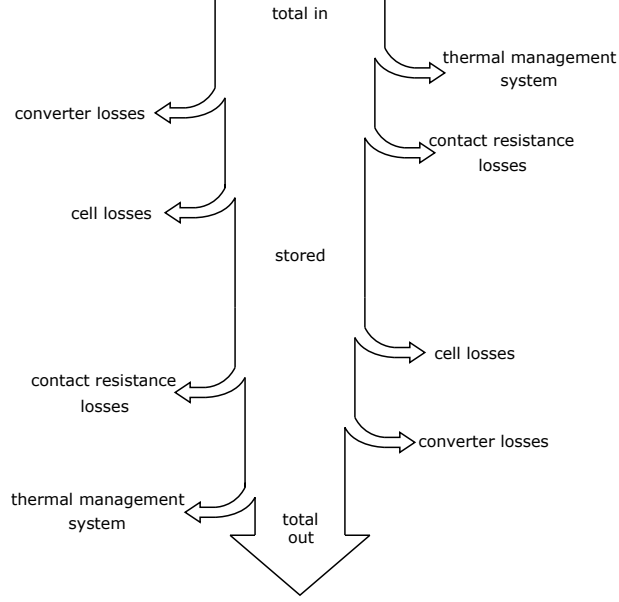 total in
thermal management
system
converter losses
contact resistance
losses
cell losses
stored
cell losses
contact resistance
losses
converter losses
thermal management
system
total
out